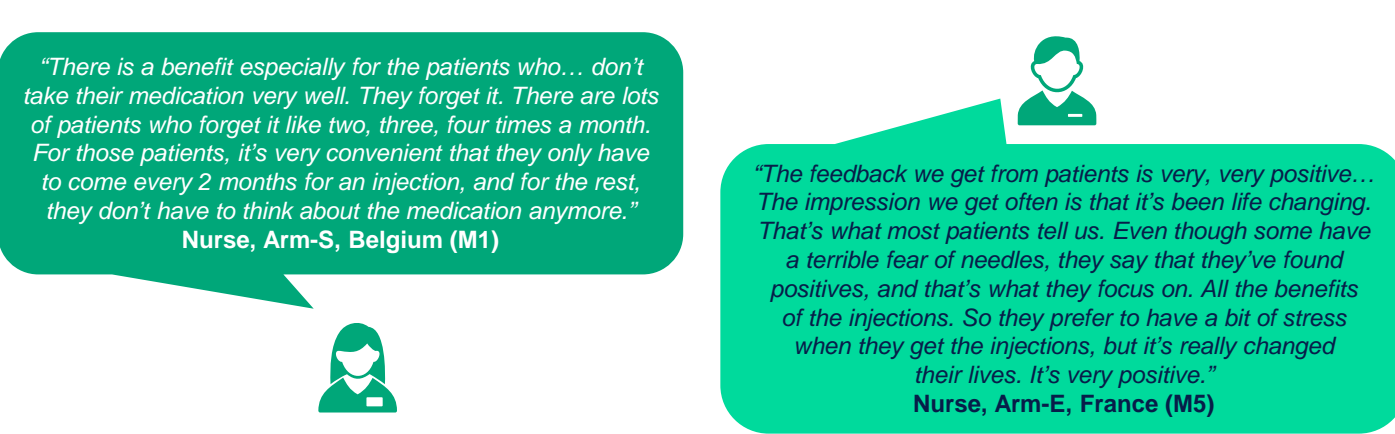 “There is a benefit especially for the patients who… don’t
take their medication very well. They forget it. There are lots
of patients who forget it like two, three, four times a month.
For those patients, it’s very convenient that they only have
to come every 2 months for an injection, and for the rest,
they don’t have to think about the medication anymore.”
Nurse, Arm-S, Belgium (M1)
“The feedback we get from patients is very, very positive…
The impression we get often is that it’s been life changing.
That’s what most patients tell us. Even though some have
a terrible fear of needles, they say that they’ve found
positives, and that’s what they focus on. All the benefits
of the injections. So they prefer to have a bit of stress
when they get the injections, but it’s really changed
their lives. It’s very positive.”
Nurse, Arm-E, France (M5)